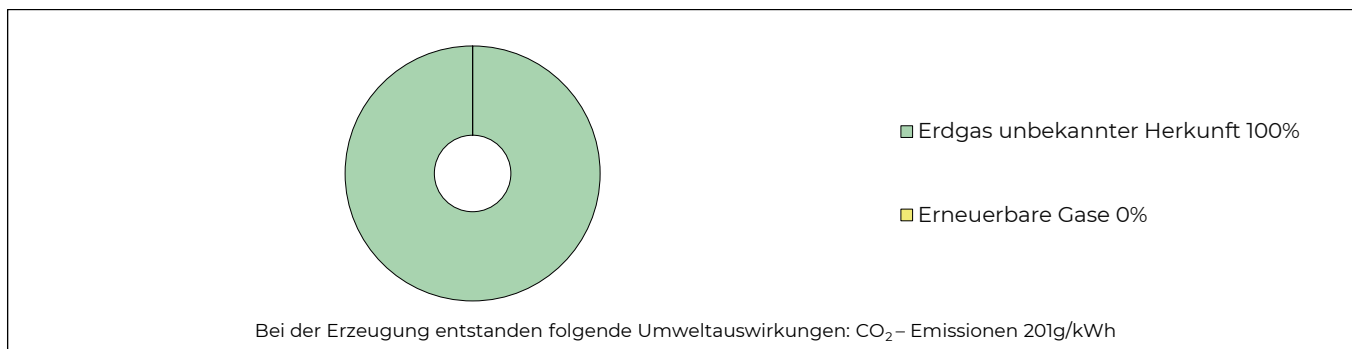 Erdgas unbekannter Herkunft 100%
Erneuerbare Gase 0%
Bei der Erzeugung entstanden folgende Umweltauswirkungen: CO₂ – Emissionen 201g/kWh